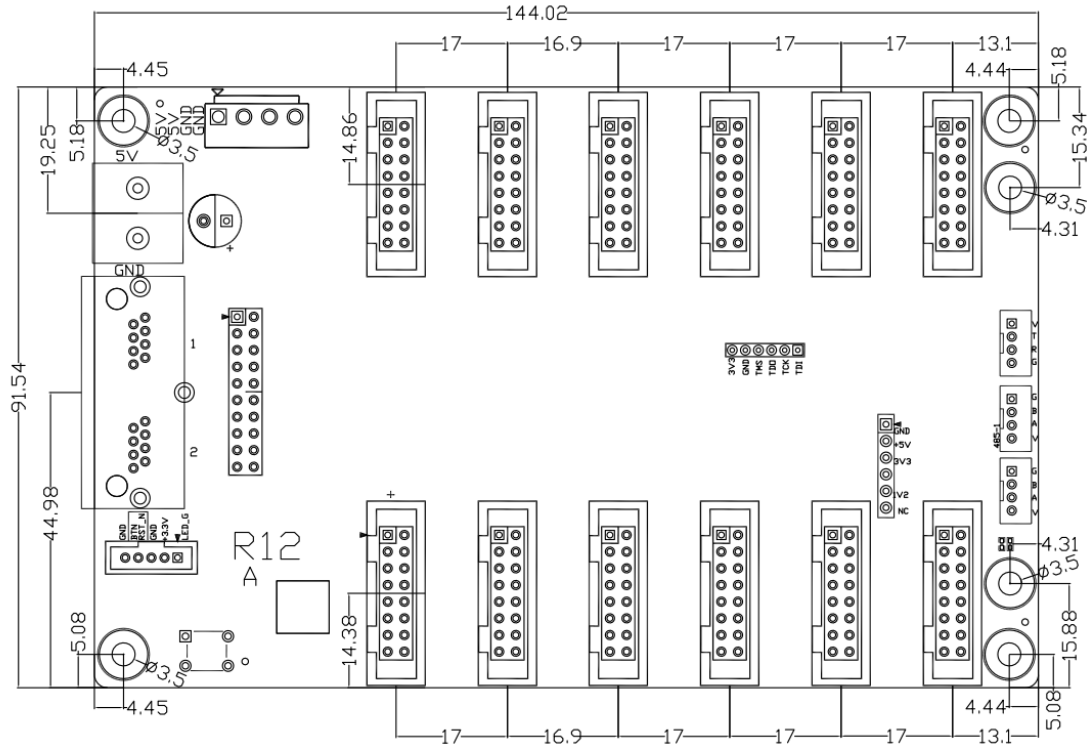 144.02
17 16.9 17 17 17 13.1
4.45
4.44
5.18
5V
5V
GND
GND
Ø3.5
5.18
19.25
14.86
15.34
5V
Ø3.5
4.31
+
GND
1
2
91.54
44.98
3V3
GND
TMS
TDO
TCK
TDI
V
T
R
G
485-1
G
B
A
V
GND
+5V
3V3
1V2
NC
G
B
A
V
+
GND
BTN
RST_N
GND
+3.3V
LED_G
R12
A
4.31
Ø3.5
14.38
15.88
5.08
Ø3.5
4.45
4.44
5.08
17 16.9 17 17 17 13.1